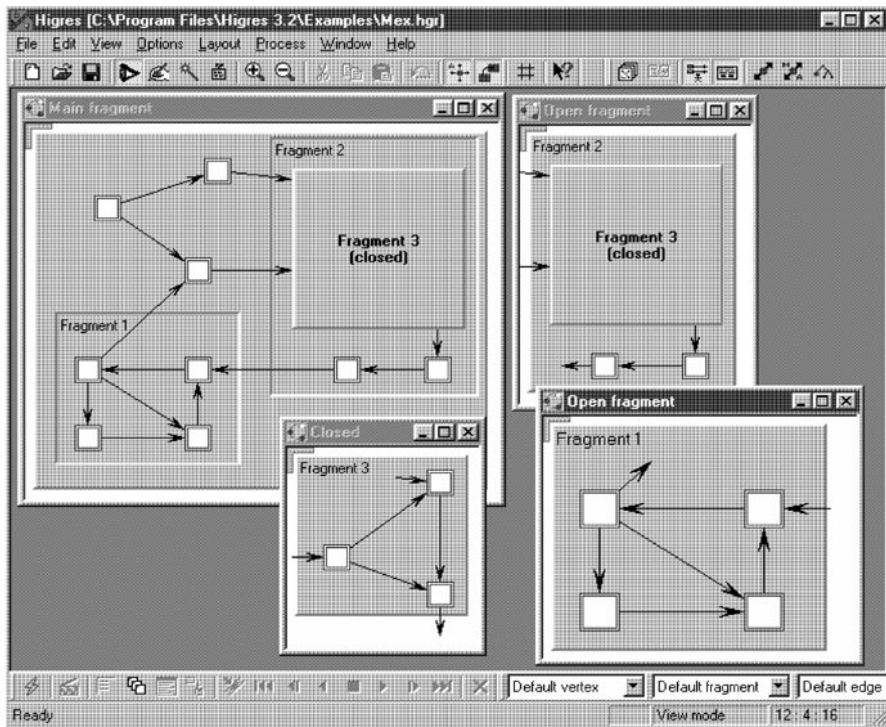 Higres [C:\Program Files\Higres 3.2\Examples\Mex.hgr]
File Edit View Options Layout Process Window Help
Main fragment
Fragment 2
Fragment 3
(closed)
Fragment 1
Open fragment
Fragment 2
Fragment 3
(closed)
Closed
Fragment 3
Open fragment
Fragment 1
Default vertex Default fragment Default edge
Ready View mode 12 : 4 : 16